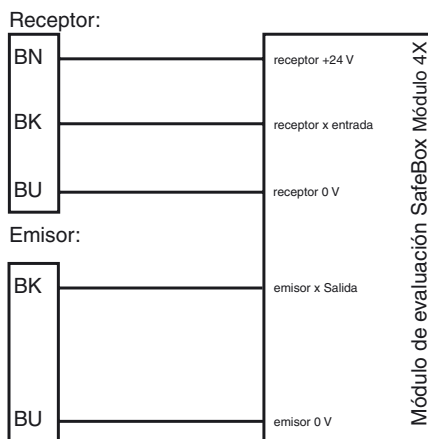 Receptor:
BN
receptor +24 V
BK
receptor x entrada
BU
receptor 0 V
Emisor:
BK
emisor x Salida
BU
emisor 0 V
Módulo de evaluación SafeBox Módulo 4X